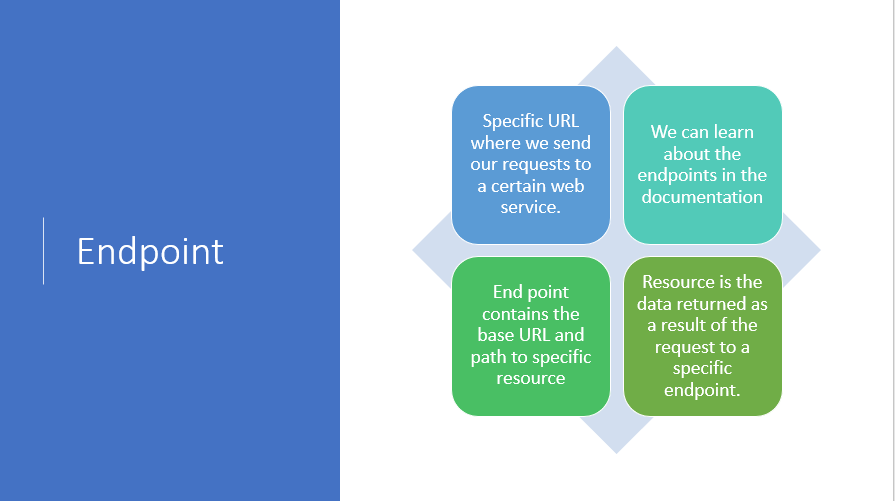 Endpoint
Specific URL
where we send
our requests to
a certain web
service.
We can learn
about the
endpoints in the
documentation
End point
contains the
base URL and
path to specific
resource
Resource is the
data returned as
a result of the
request to a
specific
endpoint.